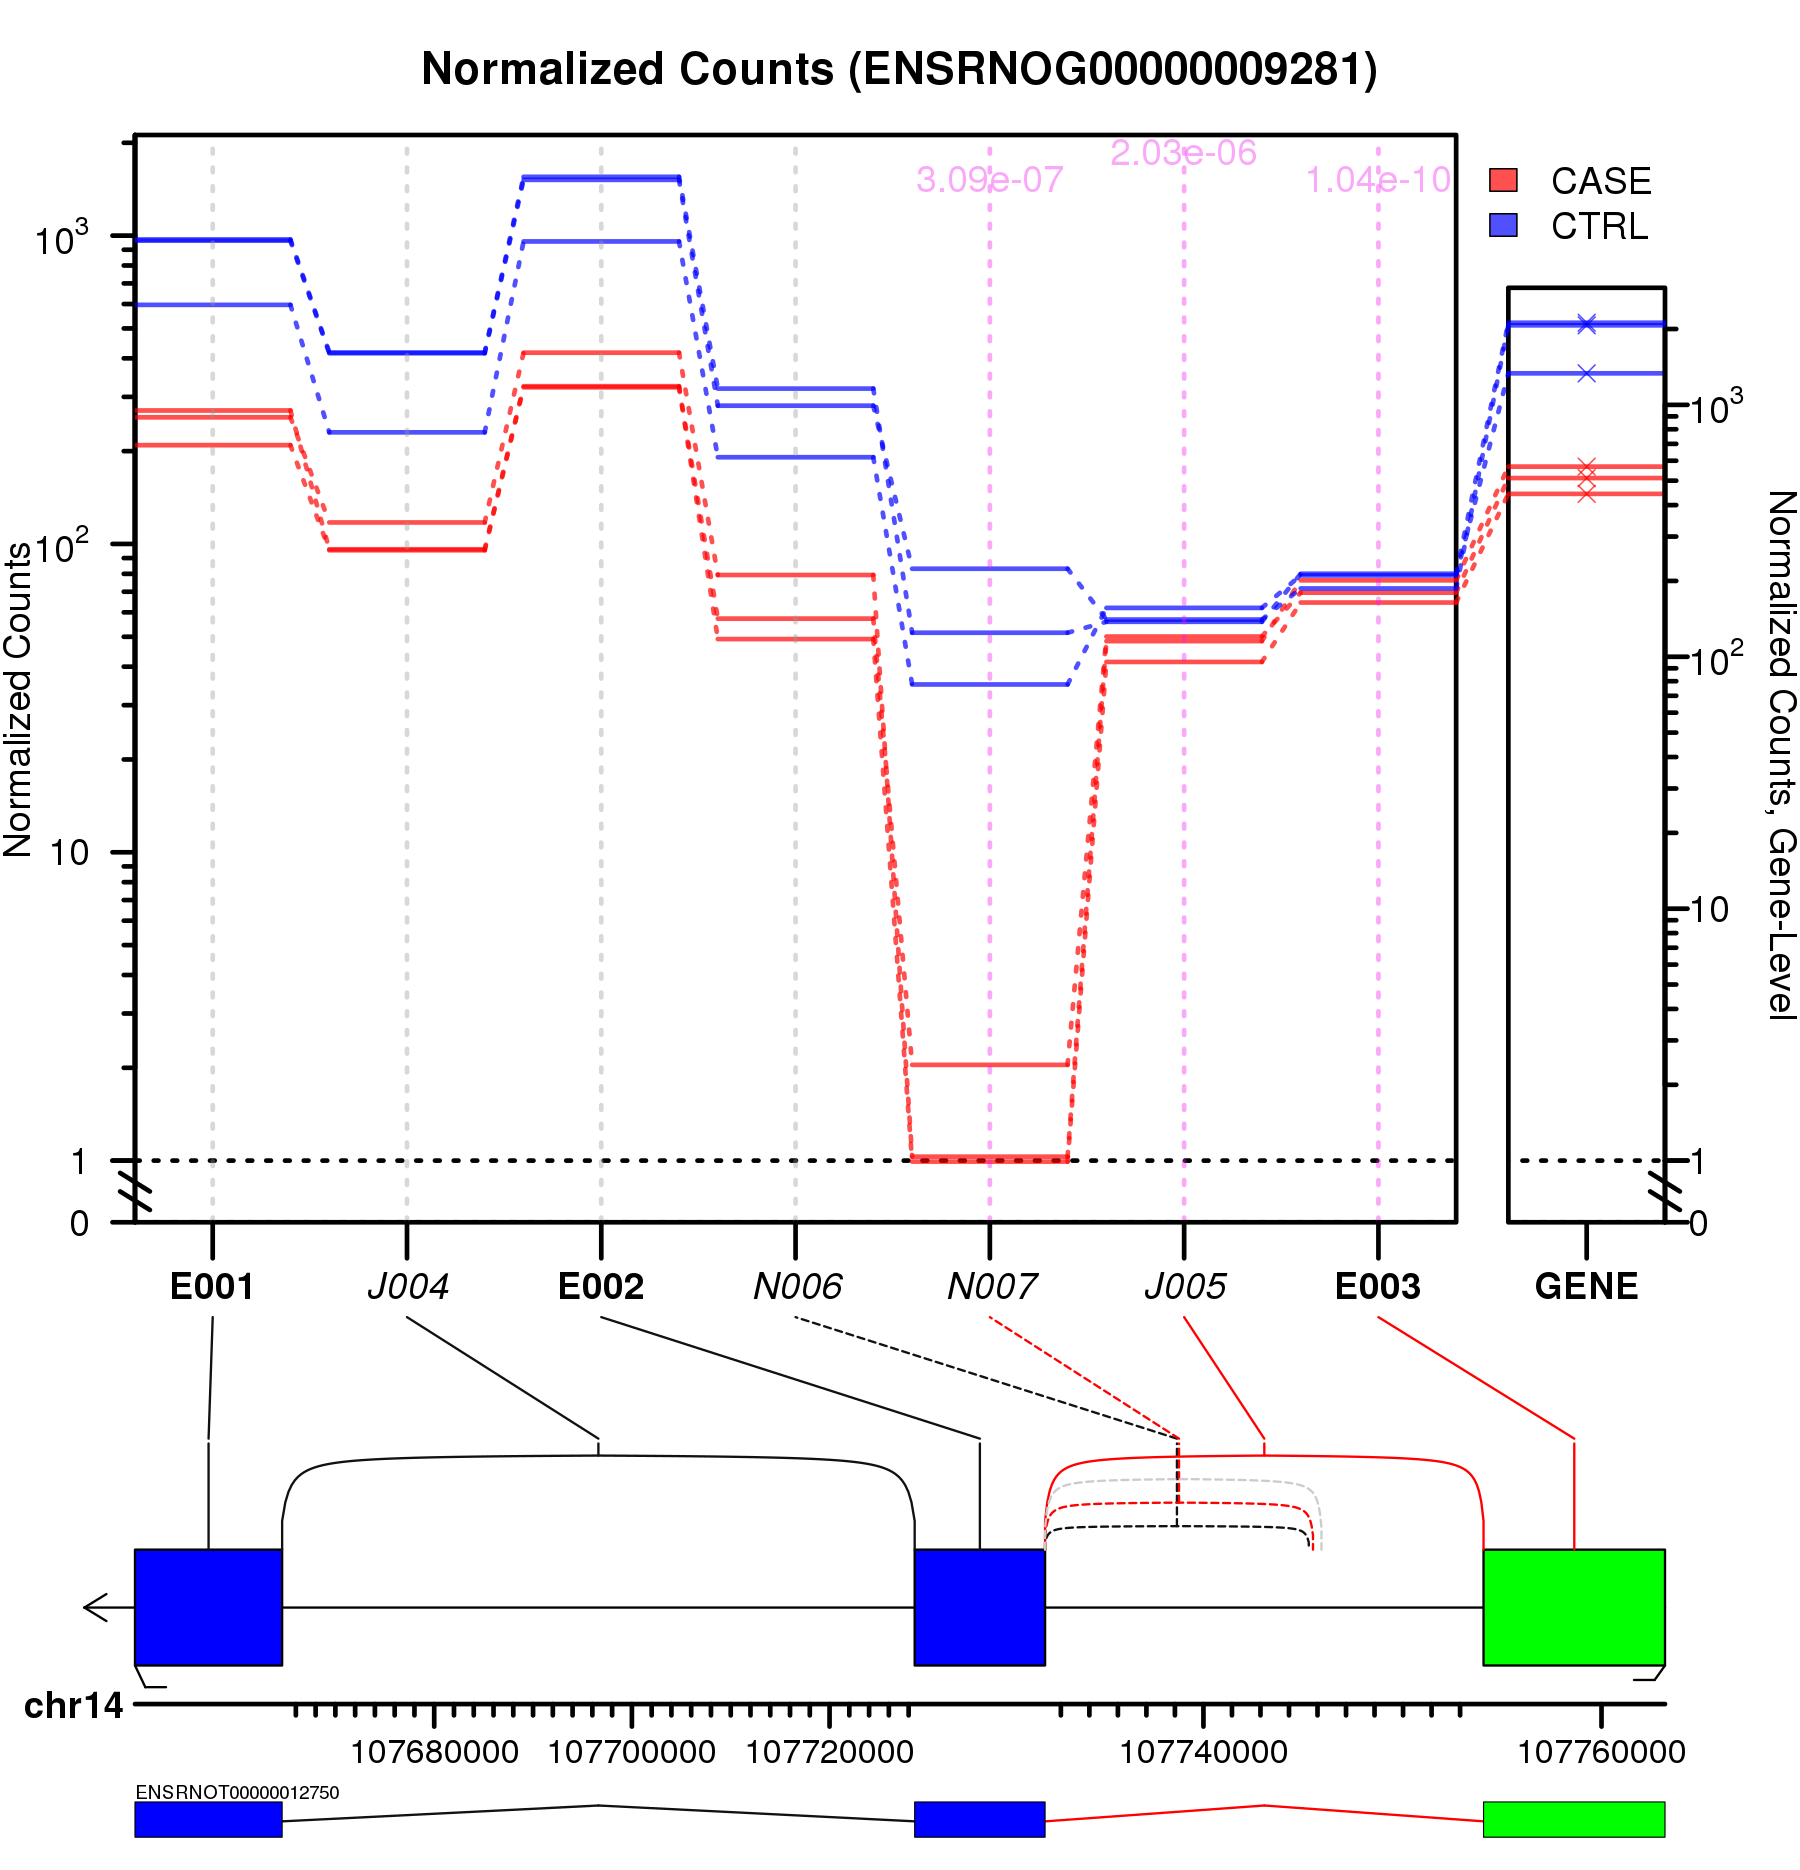 Normalized Counts (ENSRNOG00000009281)
2.03e-06
3.09e-07
1.04e-10
CASE
CTRL
10³
10²
10
1
0
Normalized Counts
10³
10²
10
1
0
Normalized Counts, Gene-Level
E001 J004 E002 N006 N007 J005 E003 GENE
chr14
107680000 107700000 107720000 107740000 107760000
ENSRNOT00000012750